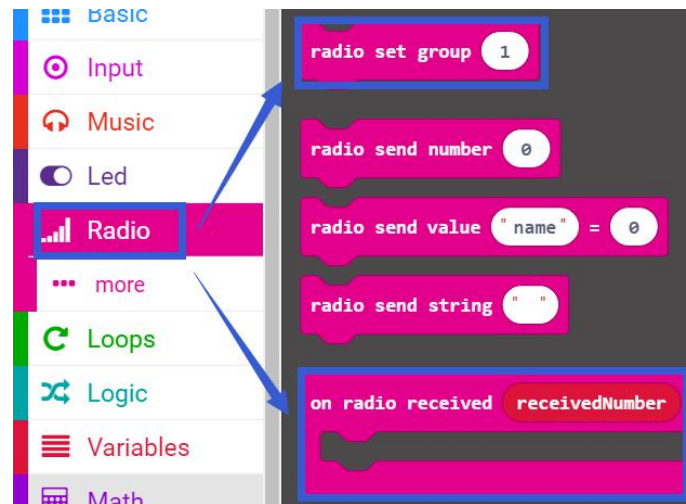 Basic
Input
Music
Led
Radio
more
Loops
Logic
Variables
Math
radio set group 1
radio send number 0
radio send value "name" = 0
radio send string " "
on radio received receivedNumber